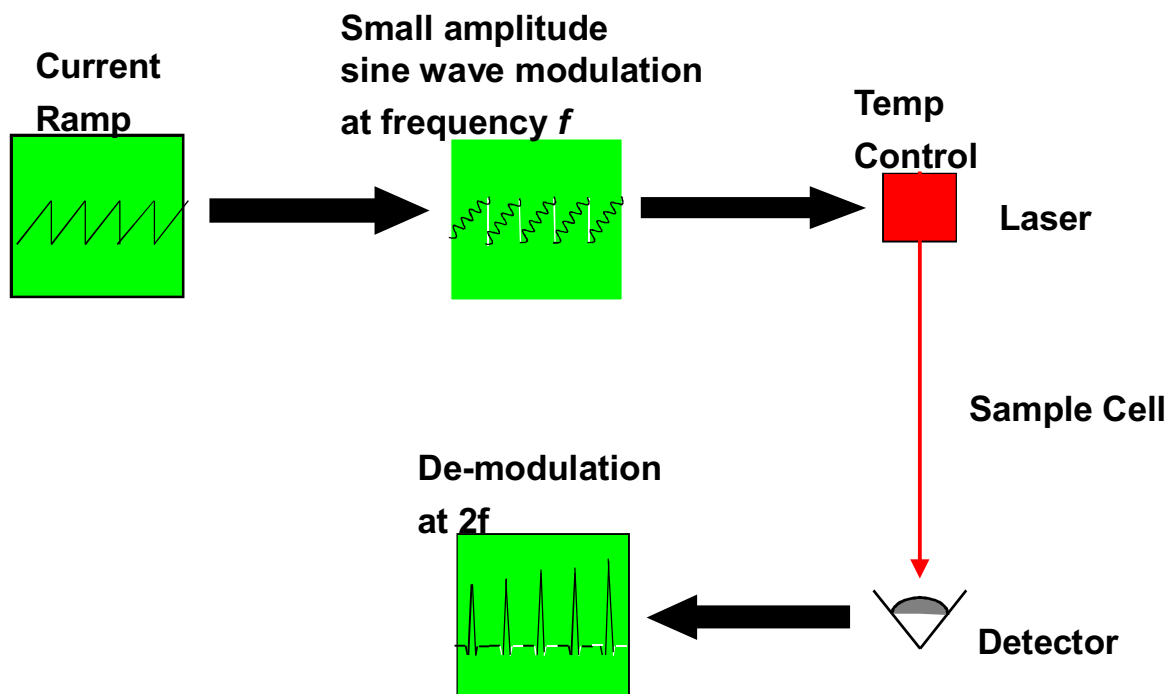 Current
Ramp
Small amplitude
sine wave modulation
at frequency f
Temp
Control
Laser
Sample Cell
De-modulation
at 2f
Detector